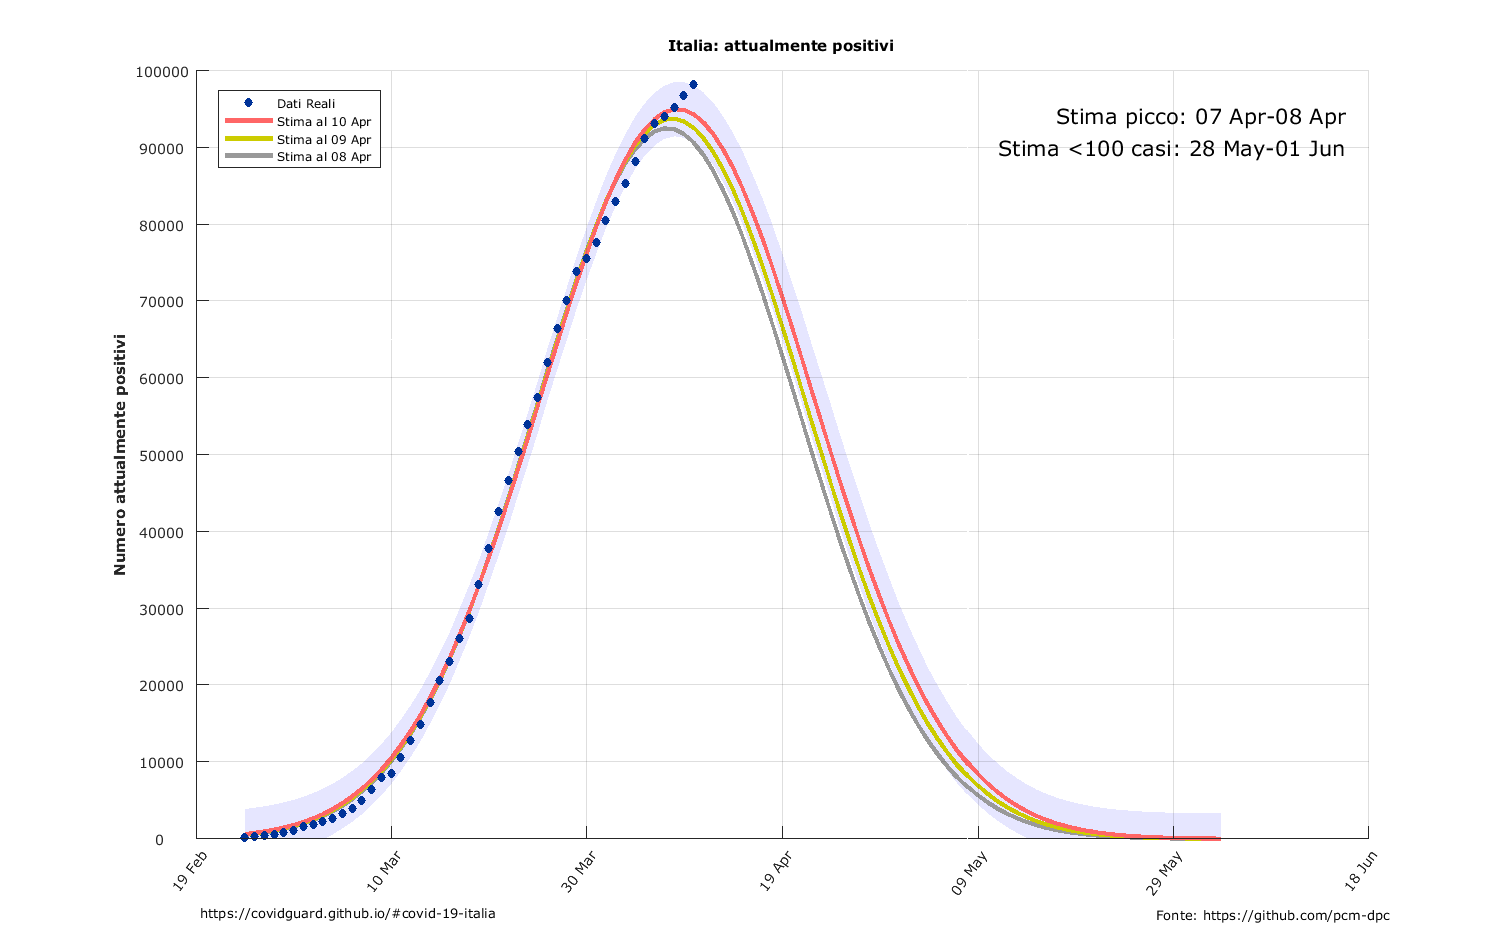 Italia: attualmente positivi
100000
90000
80000
70000
60000
50000
40000
30000
20000
10000
0
Numero attualmente positivi
Dati Reali
Stima al 10 Apr
Stima al 09 Apr
Stima al 08 Apr
Stima picco: 07 Apr-08 Apr
Stima <100 casi: 28 May-01 Jun
19 Feb
10 Mar
30 Mar
19 Apr
09 May
29 May
18 Jun
https://covidguard.github.io/#covid-19-italia
Fonte: https://github.com/pcm-dpc